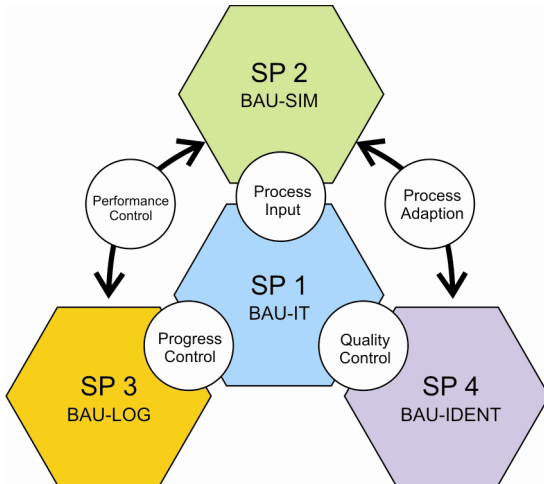 SP 2
BAU-SIM
Process
Input
Performance
Control
Process
Adaption
SP 1
BAU-IT
Progress
Control
Quality
Control
SP 3
BAU-LOG
SP 4
BAU-IDENT